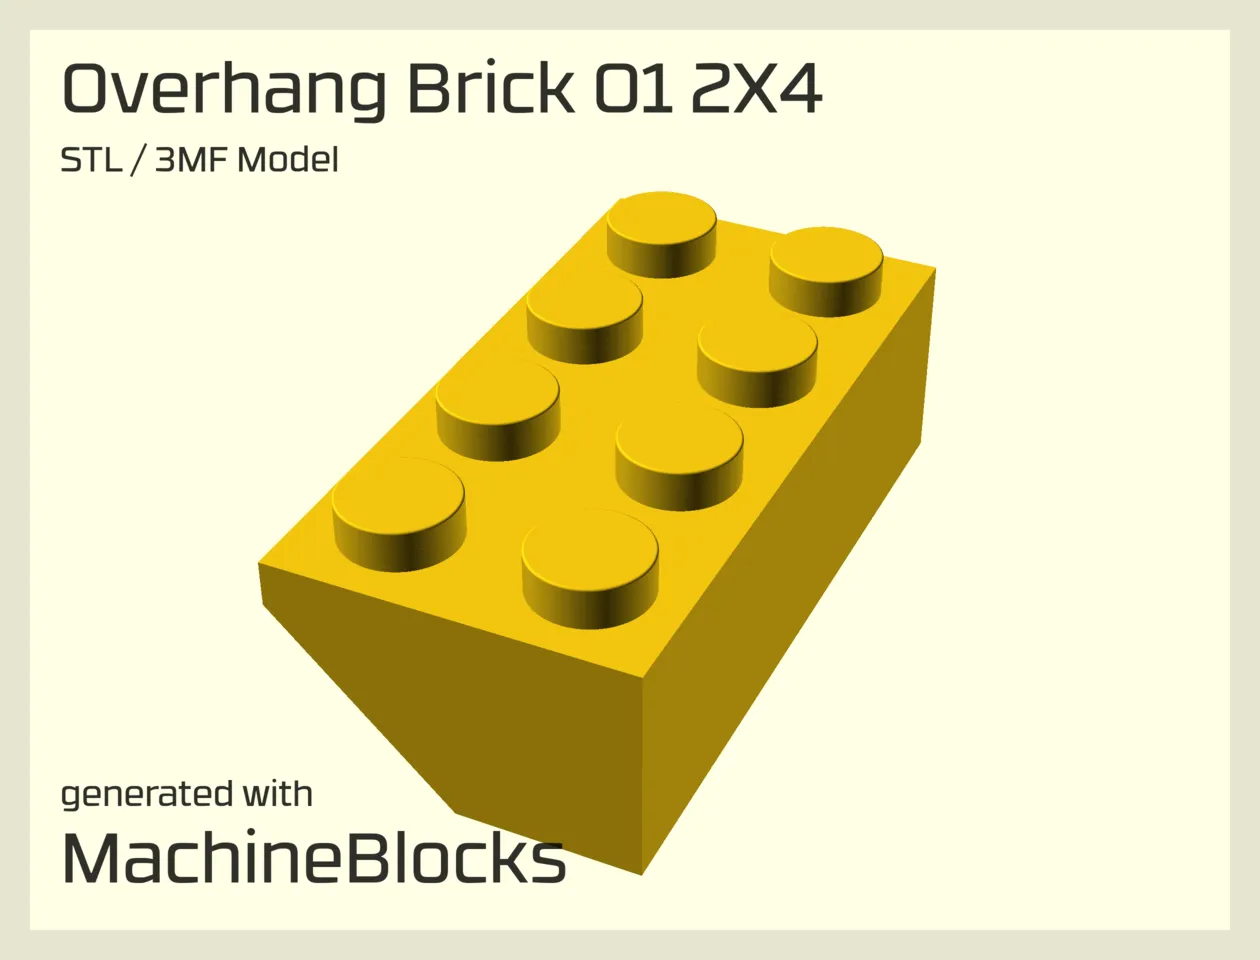 Overhang Brick 01 2X4
STL / 3MF Model
generated with
MachineBlocks